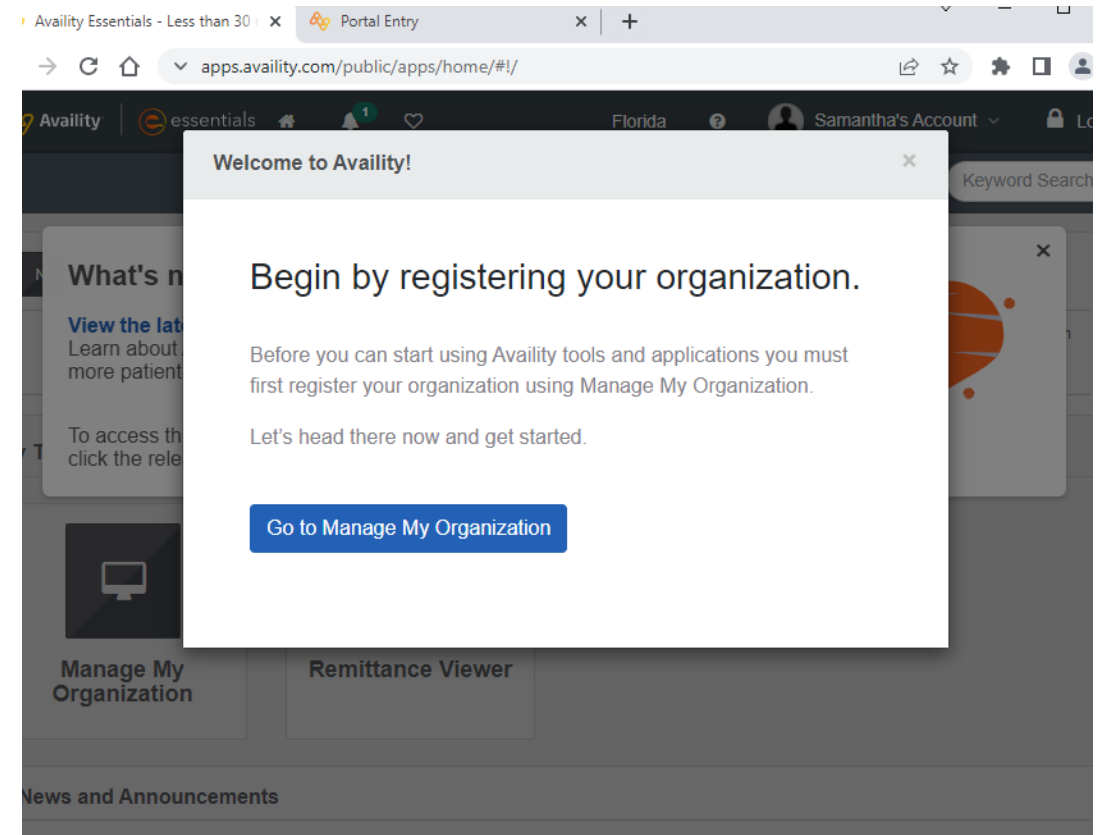 Availity Essentials - Less than 30
Portal Entry
apps.availity.com/public/apps/home/#!/
Availity
essentials
1
Florida
Samantha's Account
Lo
Welcome to Availity!
Keyword Search
What's n
View the lat
Learn about
more patient
To access th
click the rele
Begin by registering your organization.
Before you can start using Availity tools and applications you must
first register your organization using Manage My Organization.
Let's head there now and get started.
Go to Manage My Organization
Manage My
Organization
Remittance Viewer
News and Announcements